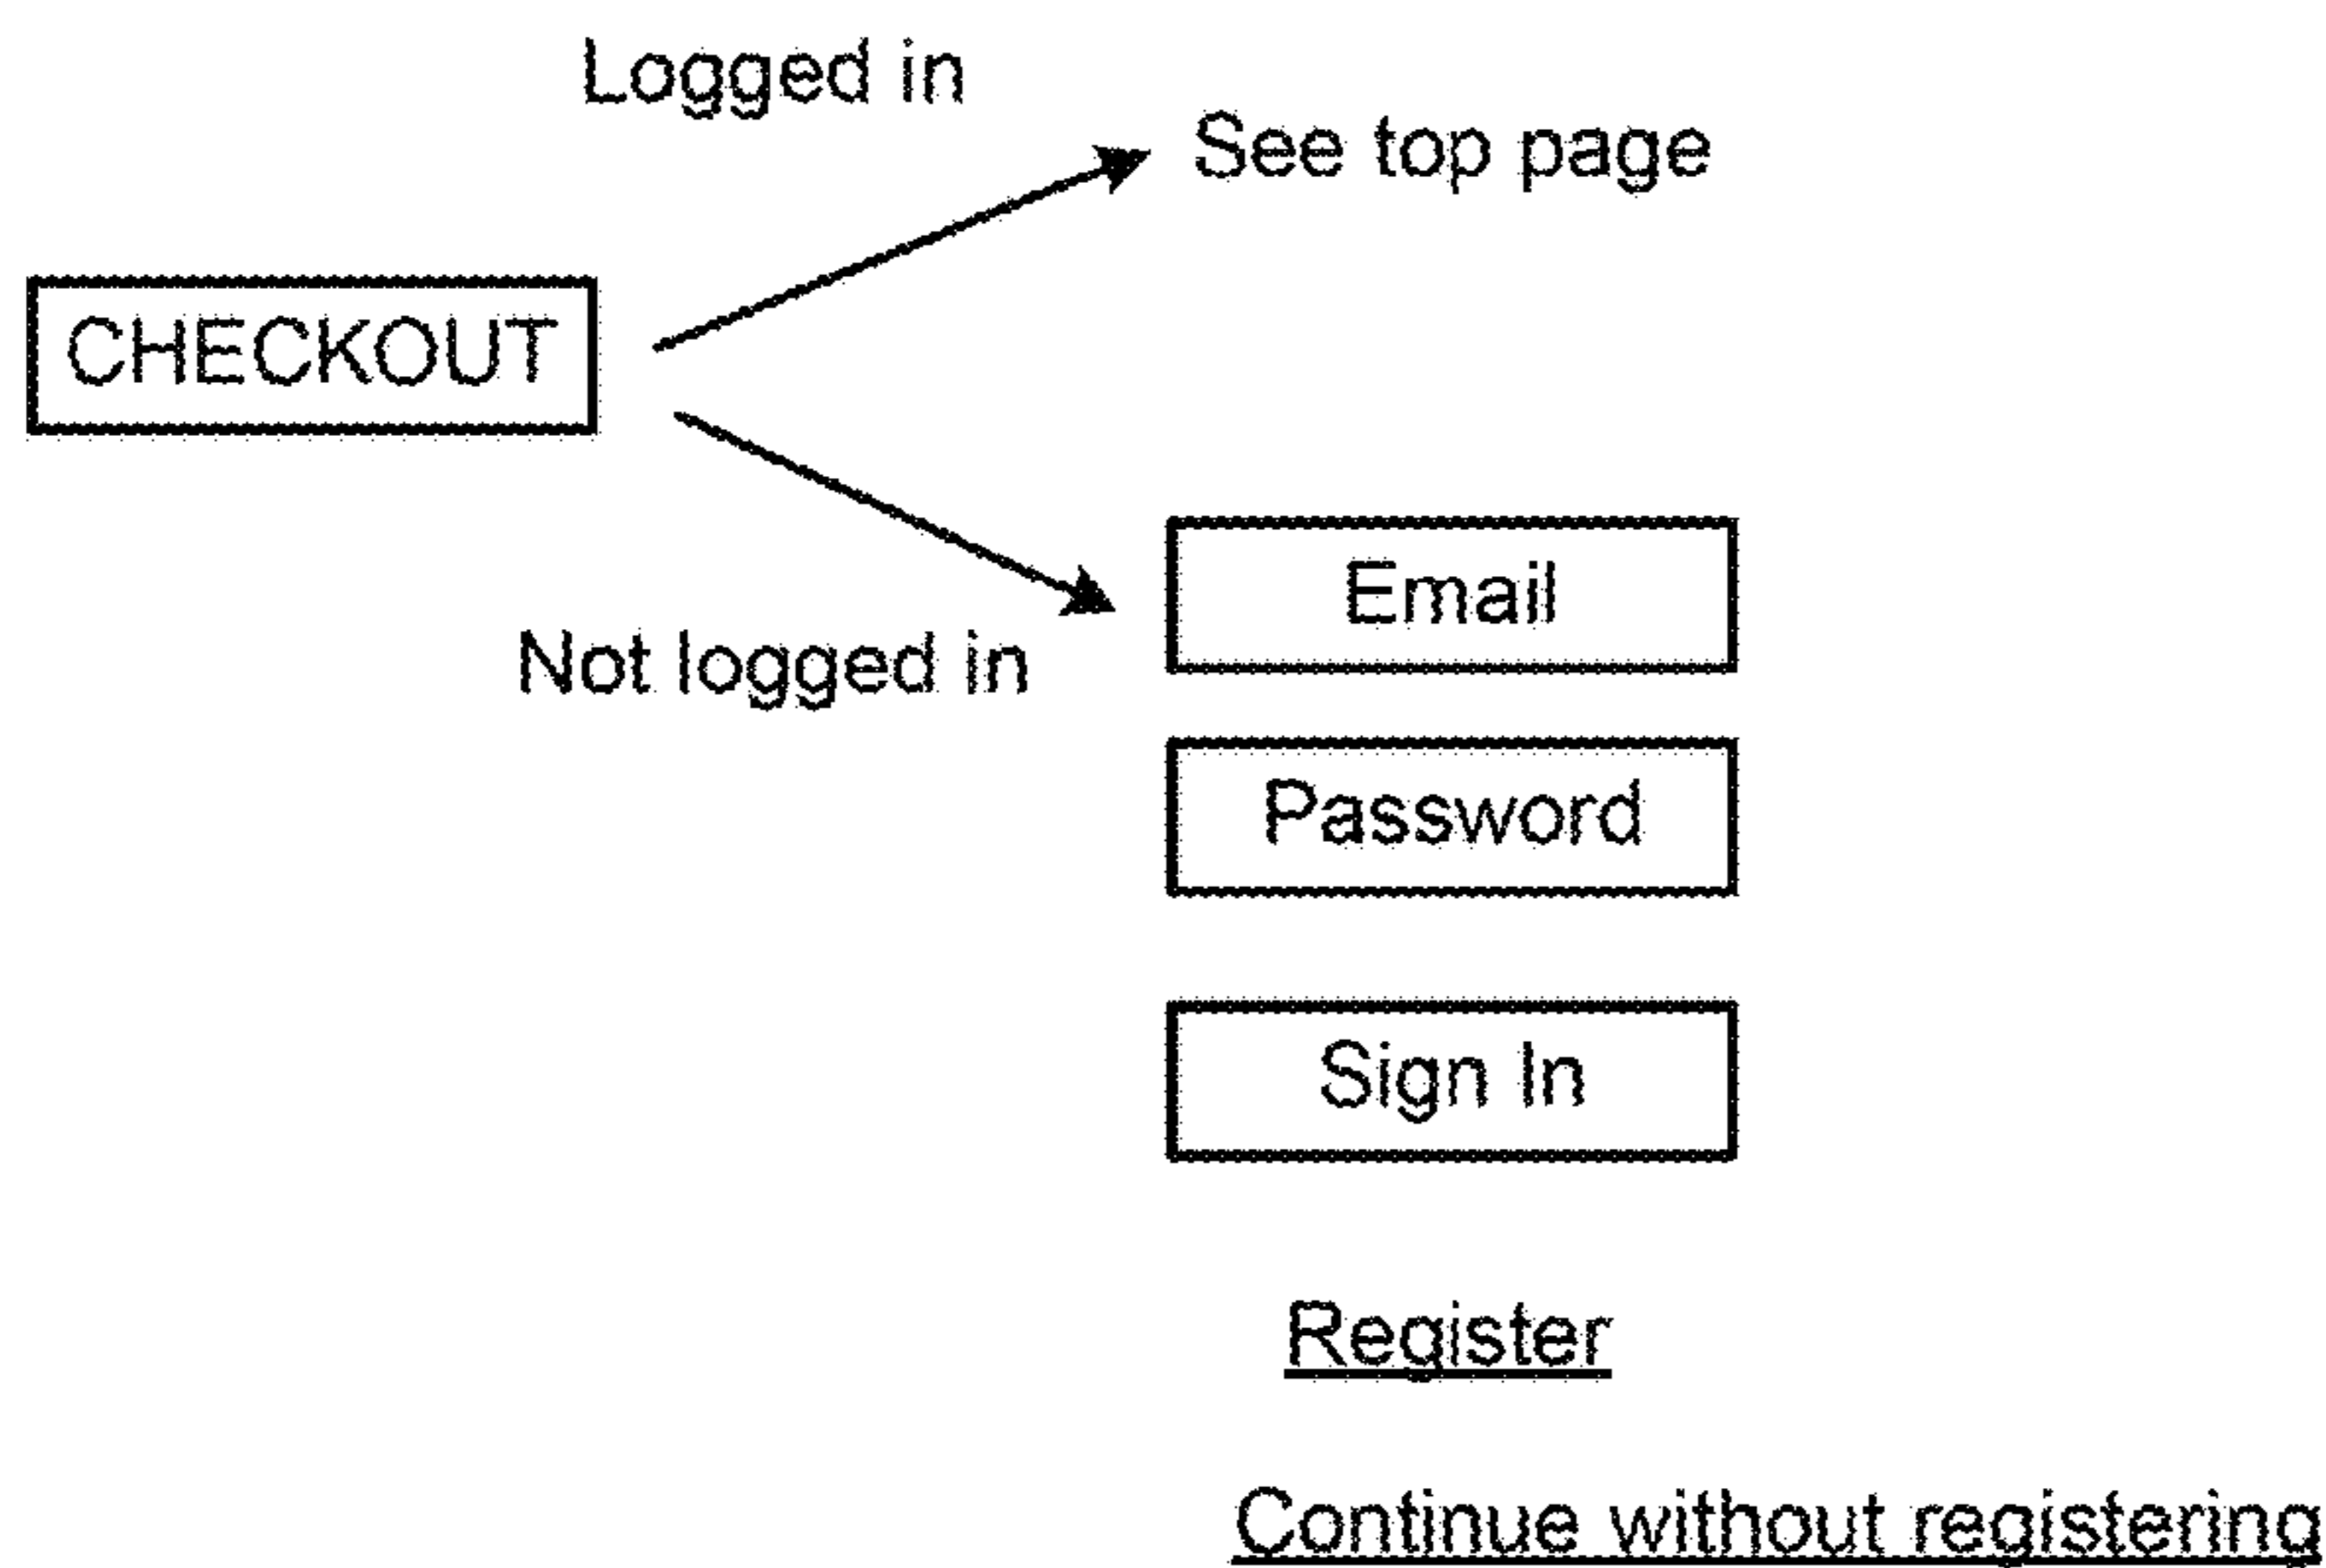 Logged in
See top page
CHECKOUT
Email
Not logged in
Password
Sign In
Register
Continue without registering